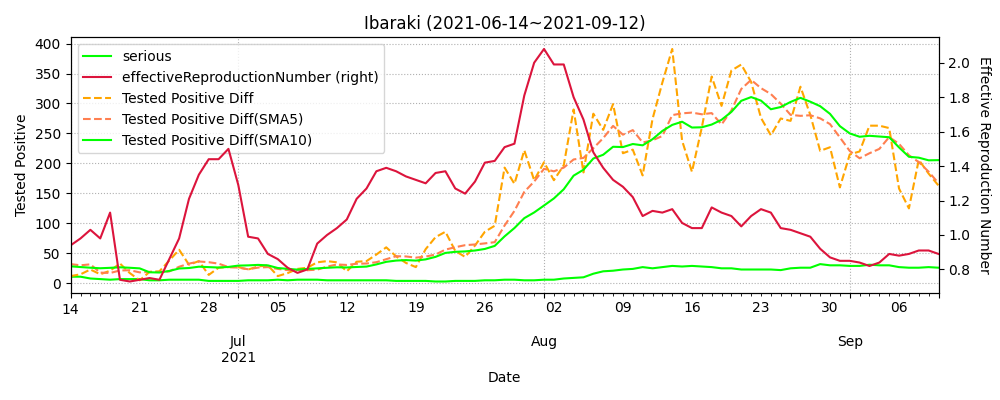 Ibaraki (2021-06-14~2021-09-12)
serious
effectiveReproductionNumber (right)
Tested Positive Diff
Tested Positive Diff(SMA5)
Tested Positive Diff(SMA10)
Tested Positive
400
350
300
250
200
150
100
50
0
2.0
1.8
1.6
1.4
1.2
1.0
0.8
Effective Reproduction Number
14 21 28 05 12 19 26 02 09 16 23 30 06
Jul Aug Sep
2021
Date